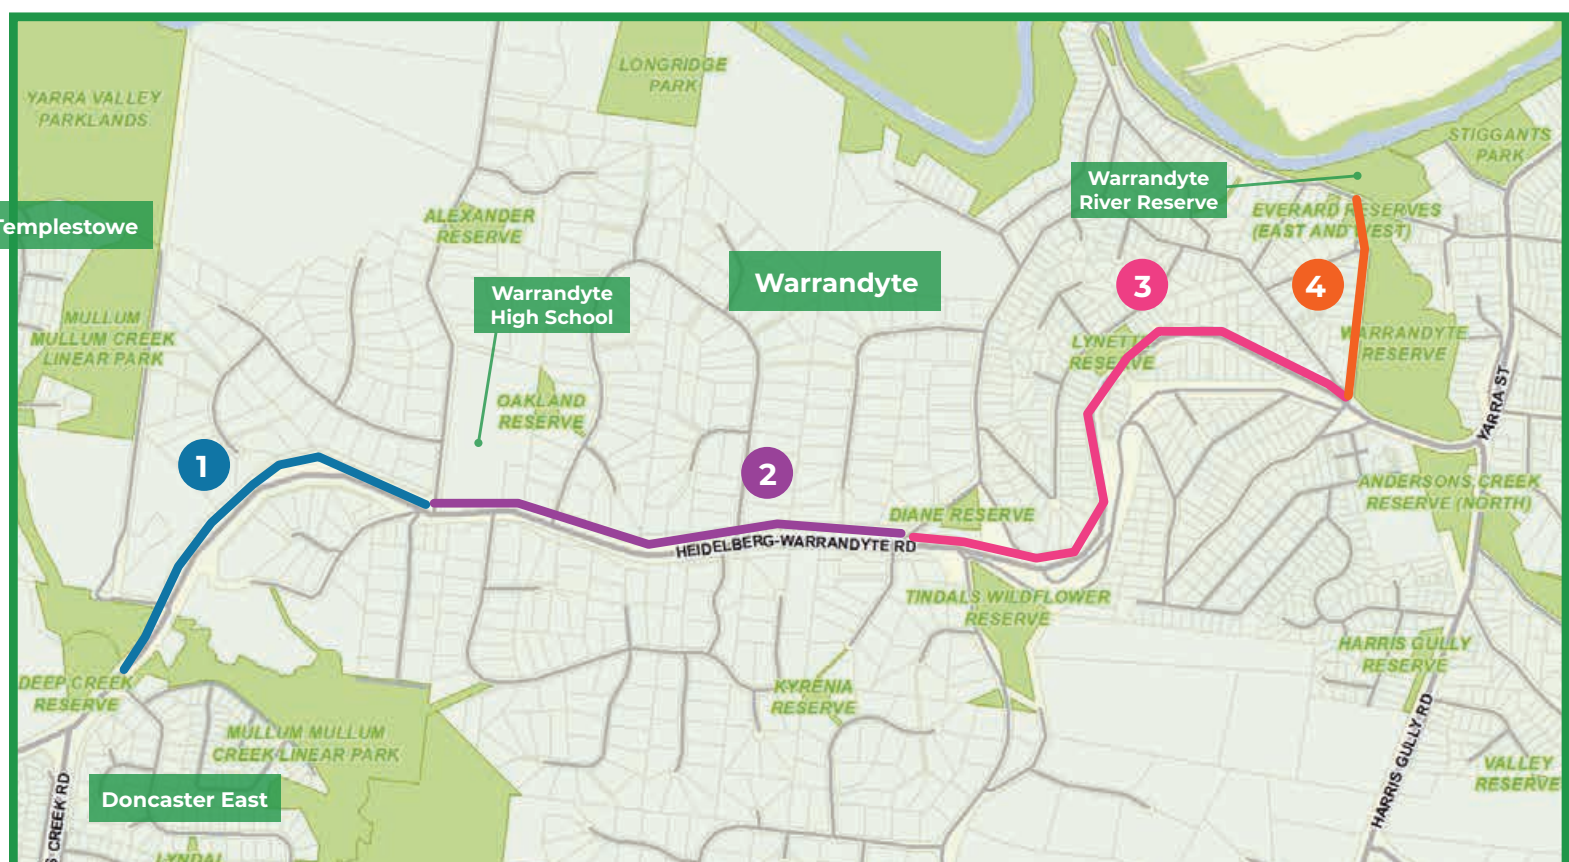 LONGRIDGE
PARK
YARRA VALLEY
PARKLANDS
STIGGANTS
PARK
Warrandyte
River Reserve
Templestowe
ALEXANDER
RESERVE
EVERARD RESERVES
(EAST AND WEST)
Warrandyte
3
4
Warrandyte
High School
MULLUM
MULLUM CREEK
LINEAR PARK
LYNETTE
RESERVE
WARRANDYTE
RESERVE
OAKLAND
RESERVE
YARRA ST
1
2
ANDERSONS CREEK
RESERVE (NORTH)
DIANE RESERVE
HEIDELBERG-WARRANDYTE RD
TINDALS WILDFLOWER
RESERVE
HARRIS GULLY
RESERVE
DEEP CREEK
RESERVE
KYRENIA
RESERVE
MULLUM MULLUM
CREEK LINEAR PARK
HARRIS GULLY RD
VALLEY
RESERVE
Doncaster East
S CREEK RD
LYNDAL